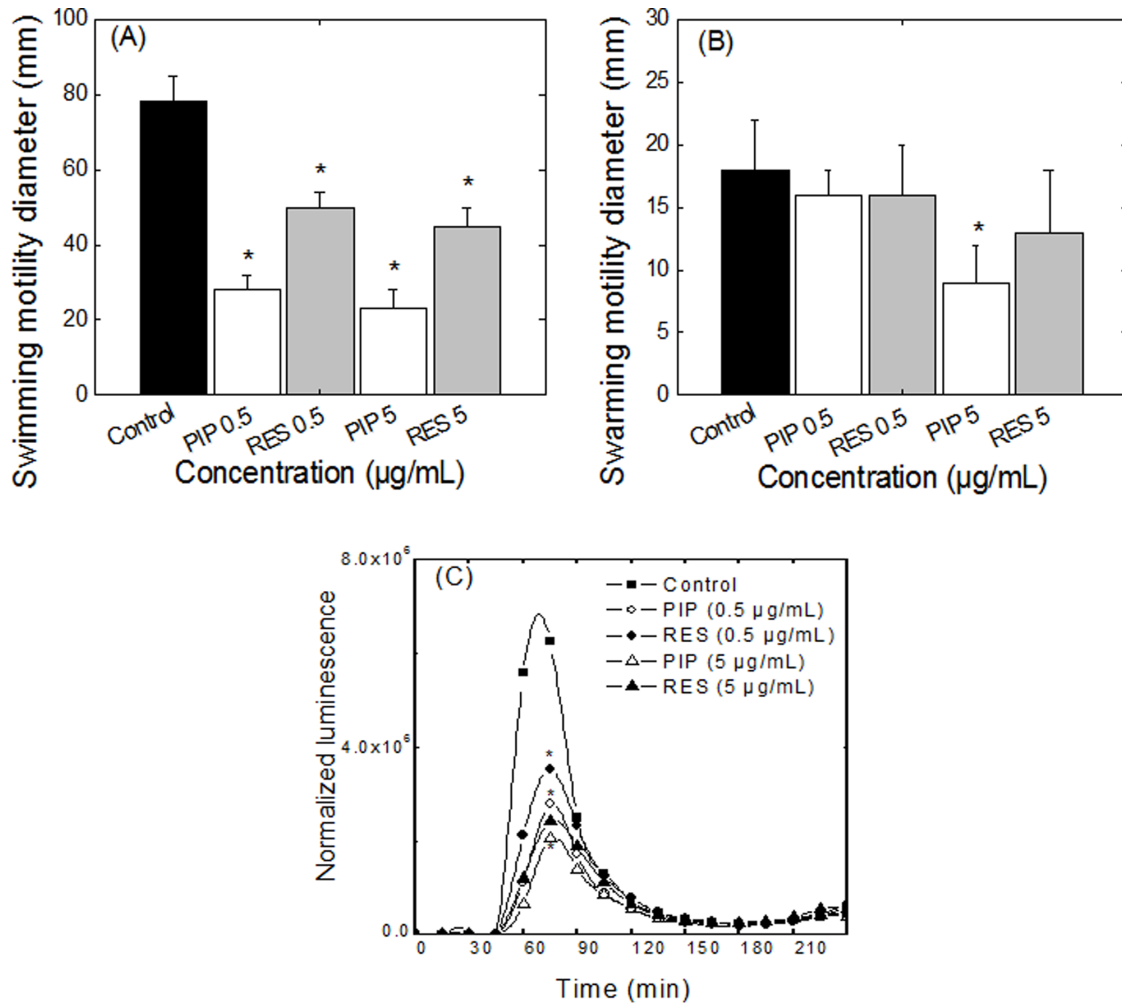 (A)
Swimming motility diameter (mm)
100
80
60
40
20
0
*
*
*
*
Control
PIP 0.5
RES 0.5
PIP 5
RES 5
Concentration (µg/mL)
(B)
Swarming motility diameter (mm)
30
25
20
15
10
5
0
*
Control
PIP 0.5
RES 0.5
PIP 5
RES 5
Concentration (µg/mL)
(C)
Normalized luminescence
8.0x10⁶
4.0x10⁶
0.0
Control
PIP (0.5 µg/mL)
RES (0.5 µg/mL)
PIP (5 µg/mL)
RES (5 µg/mL)
*
*
*
0 30 60 90 120 150 180 210
Time (min)